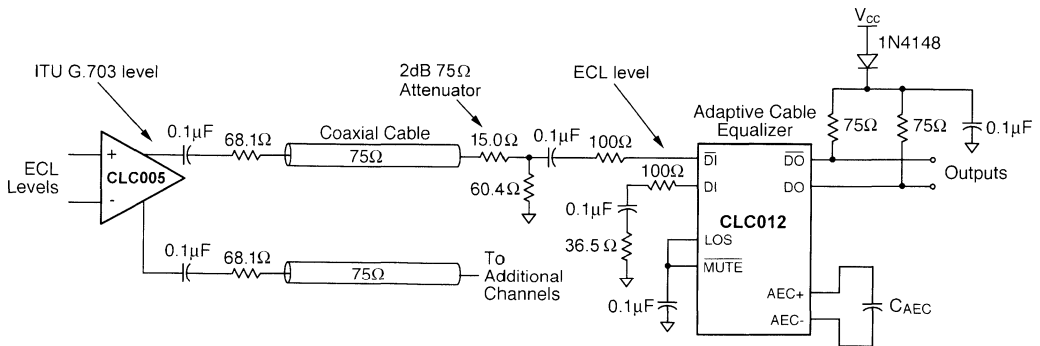 ITU G.703 level
0.1µF
68.1Ω
Coaxial Cable
75Ω
2dB 75Ω
Attenuator
15.0Ω
0.1µF
100Ω
60.4Ω
ECL level
ECL
Levels
+
-
CLC005
0.1µF
68.1Ω
75Ω
To
Additional
Channels
100Ω
0.1µF
36.5Ω
0.1µF
Adaptive Cable
Equalizer
DI
DI
CLC012
LOS
MUTE
DO
DO
AEC+
AEC-
CAEC
VCC
1N4148
75Ω
75Ω
0.1µF
Outputs